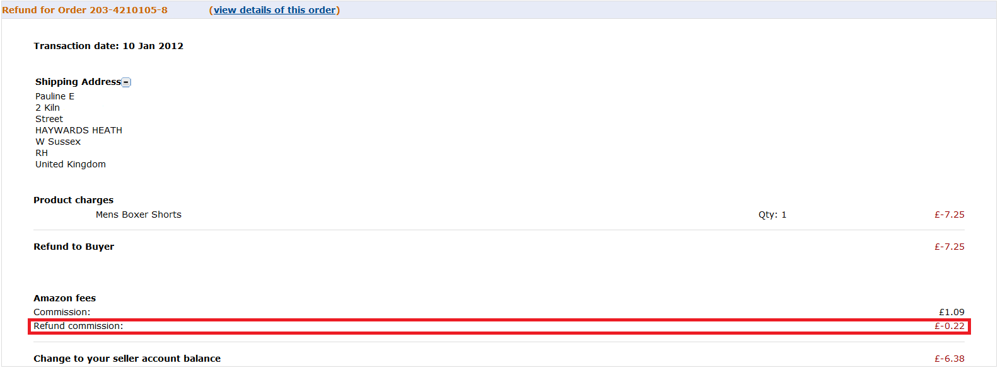 Refund for Order 203-4210105-8 (view details of this order)
Transaction date: 10 Jan 2012
Shipping Address
Pauline E
2 Kiln
Street
HAYWARDS HEATH
W Sussex
RH
United Kingdom
Product charges
Mens Boxer Shorts Qty: 1 £-7.25
Refund to Buyer £-7.25
Amazon fees
Commission: £1.09
Refund commission: £-0.22
Change to your seller account balance £-6.38